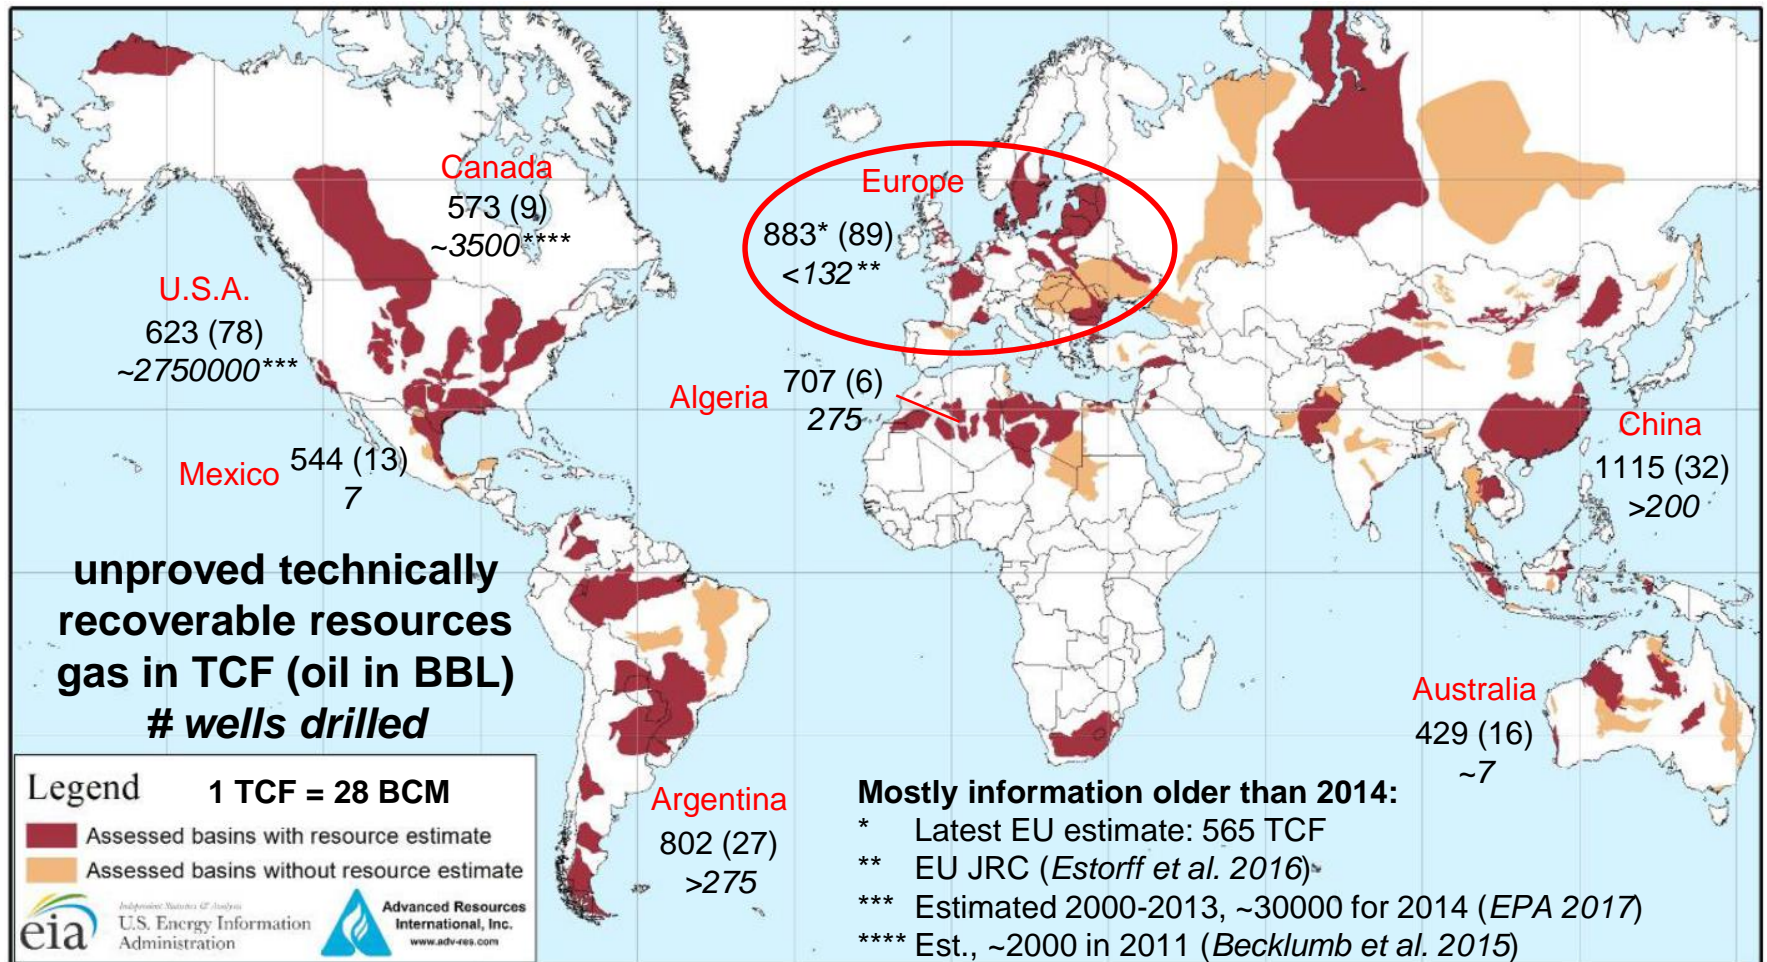 Canada
573 (9)
~3500****
Europe
883* (89)
<132**
U.S.A.
623 (78)
~2750000***
Algeria
707 (6)
275
China
1115 (32)
>200
Mexico
544 (13)
7
unproved technically
recoverable resources
gas in TCF (oil in BBL)
# wells drilled
Australia
429 (16)
~7
Argentina
802 (27)
>275
Legend
1 TCF = 28 BCM
Assessed basins with resource estimate
Assessed basins without resource estimate
eia
Independent Statistics & Analysis
U.S. Energy Information
Administration
Advanced Resources
International, Inc.
www.adv-res.com
Mostly information older than 2014:
* Latest EU estimate: 565 TCF
** EU JRC (Estorff et al. 2016)
*** Estimated 2000-2013, ~30000 for 2014 (EPA 2017)
**** Est., ~2000 in 2011 (Becklumb et al. 2015)